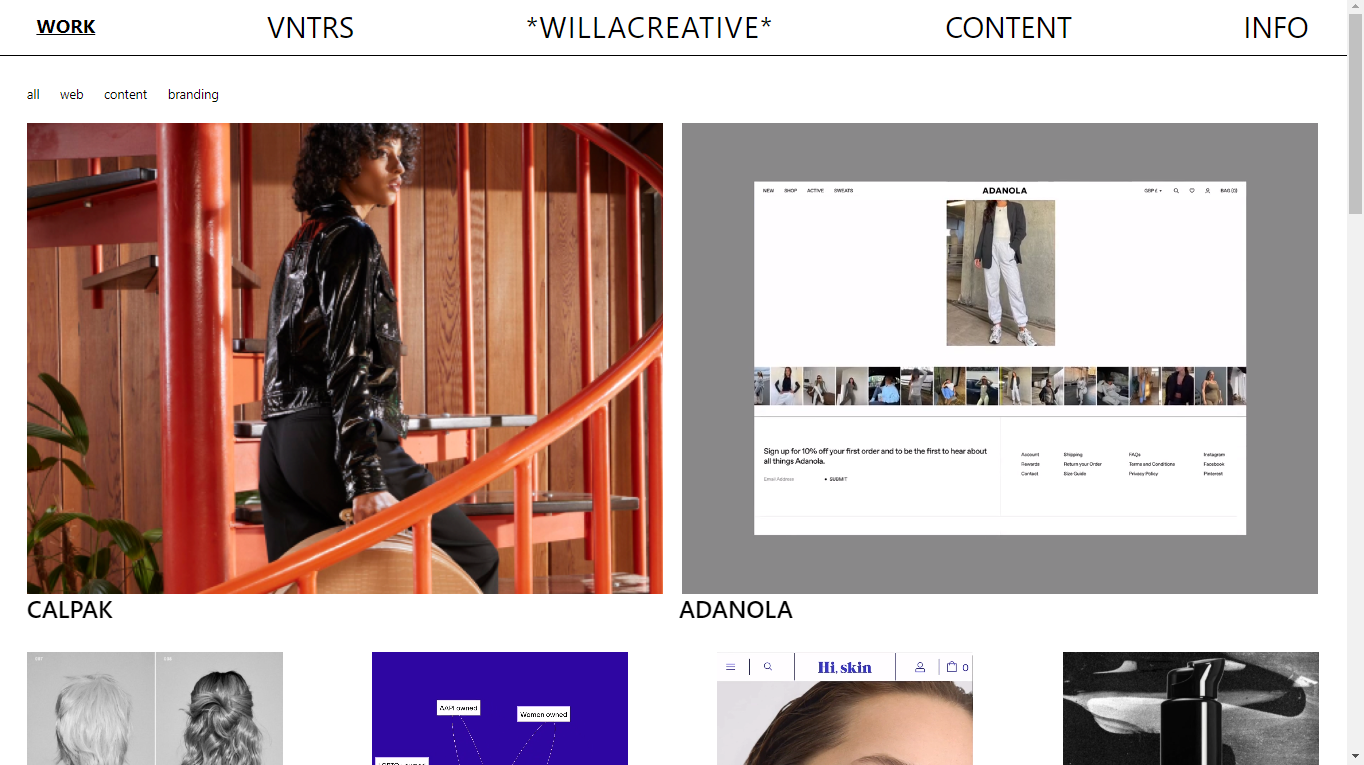 WORK VNTRS *WILLACREATIVE* CONTENT INFO
all web content branding
NEW SHOP ACTIVE SWEATS ADANOLA GBP £ BAG (0)
Sign up for 10% off your first order and to be the first to hear about
all things Adanola.
Email Address SUBMIT
Account Shipping FAQs Instagram
Rewards Return your Order Terms and Conditions Facebook
Contact Size Guide Privacy Policy Pinterest
CALPAK ADANOLA
Hi, skin 0
AAPI owned
Women owned